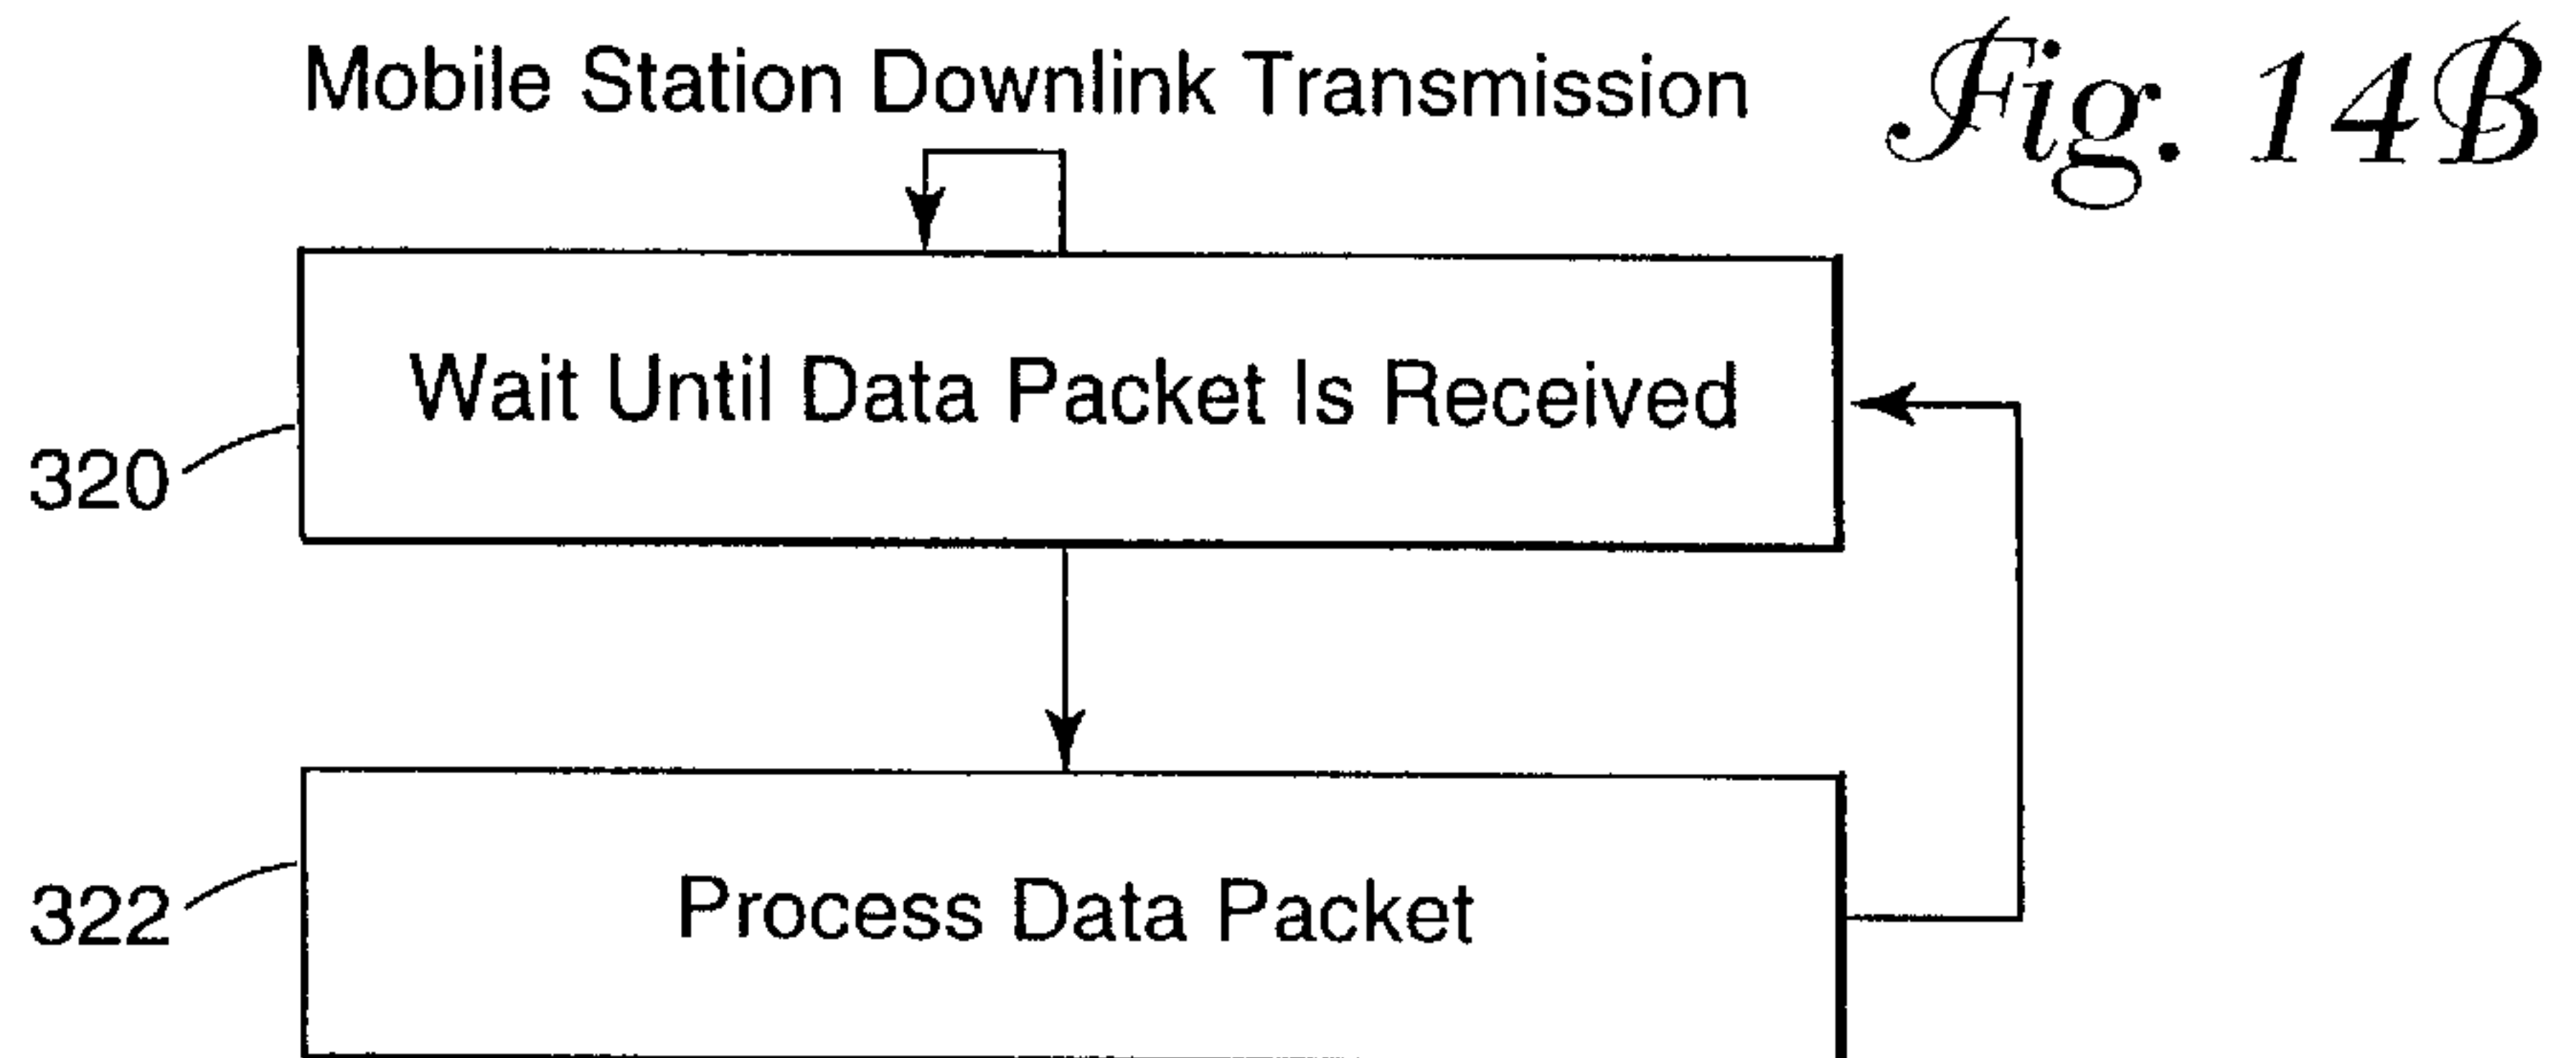 Mobile Station Downlink Transmission
Fig. 14B
Wait Until Data Packet Is Received
320
Process Data Packet
322